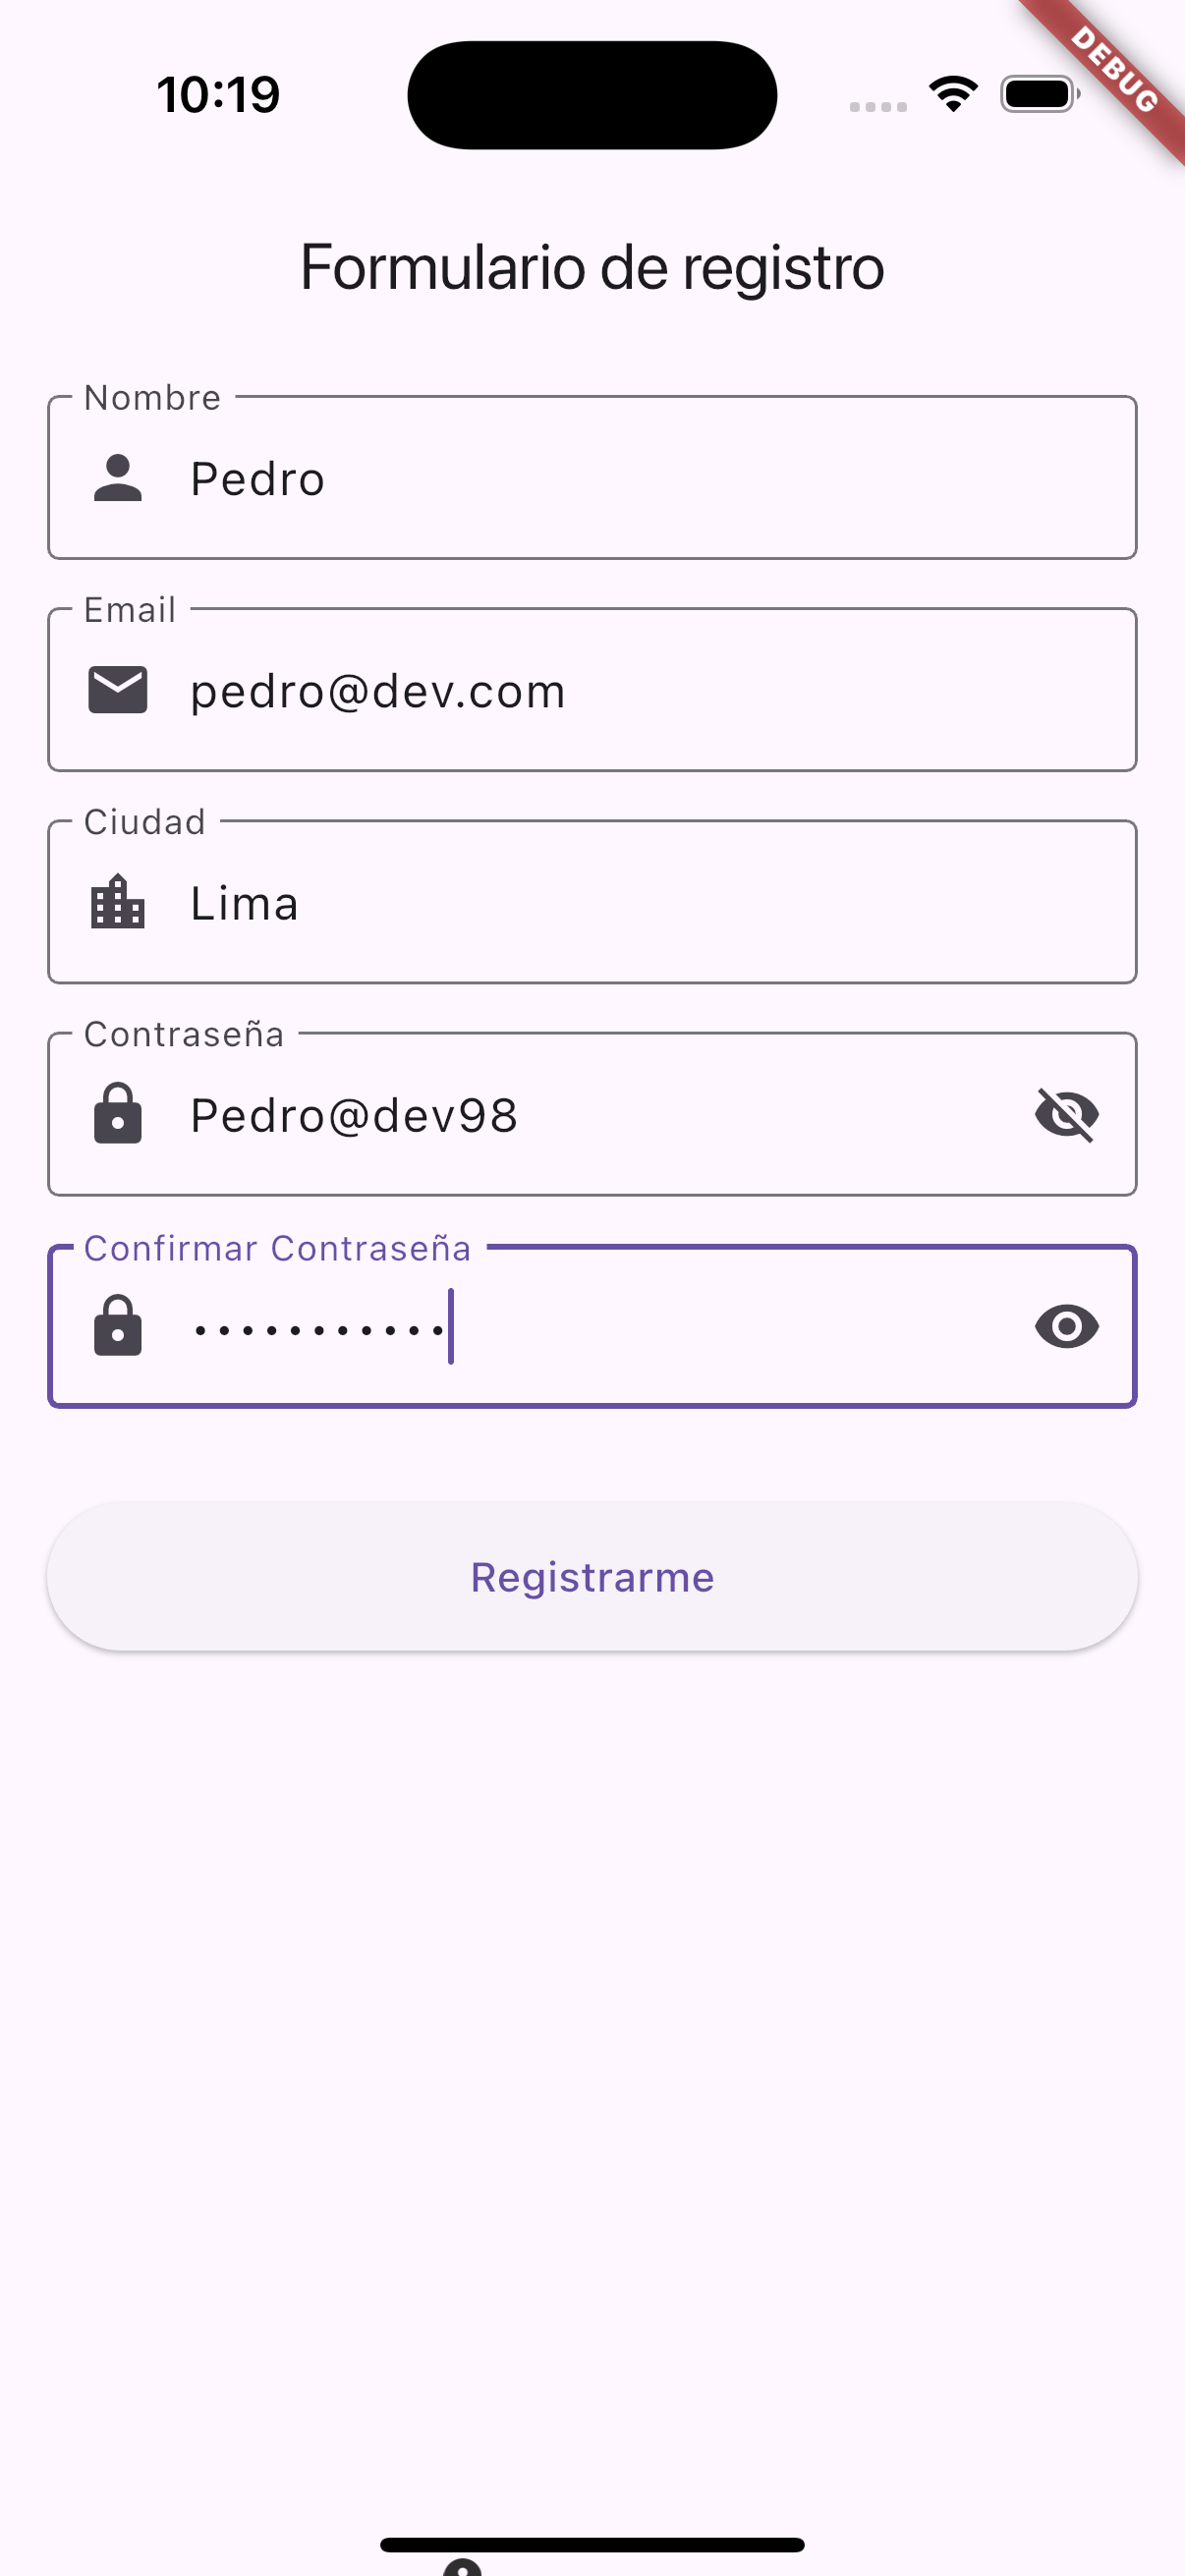 10:19
DEBUG
Formulario de registro
Nombre
Pedro
Email
pedro@dev.com
Ciudad
Lima
Contraseña
Pedro@dev98
Confirmar Contraseña
•••••••••••
Registrarme